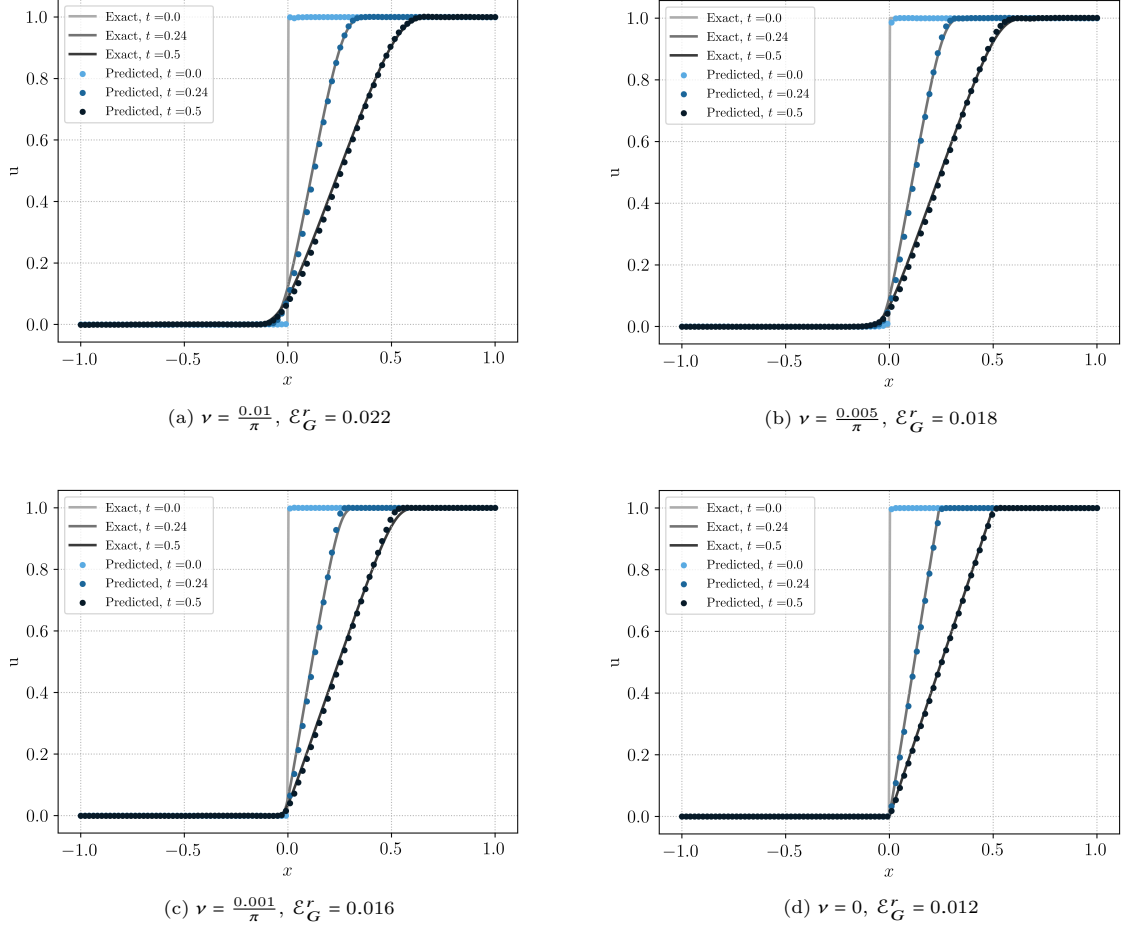 Exact, t =0.0
Exact, t =0.24
Exact, t =0.5
Predicted, t =0.0
Predicted, t =0.24
Predicted, t =0.5
1.0
0.8
0.6
0.4
0.2
0.0
u
−1.0 −0.5 0.0 0.5 1.0
x
(a) ν = 0.01/π, ℰ_G^r = 0.022
Exact, t =0.0
Exact, t =0.24
Exact, t =0.5
Predicted, t =0.0
Predicted, t =0.24
Predicted, t =0.5
1.0
0.8
0.6
0.4
0.2
0.0
u
−1.0 −0.5 0.0 0.5 1.0
x
(b) ν = 0.005/π, ℰ_G^r = 0.018
Exact, t =0.0
Exact, t =0.24
Exact, t =0.5
Predicted, t =0.0
Predicted, t =0.24
Predicted, t =0.5
1.0
0.8
0.6
0.4
0.2
0.0
u
−1.0 −0.5 0.0 0.5 1.0
x
(c) ν = 0.001/π, ℰ_G^r = 0.016
Exact, t =0.0
Exact, t =0.24
Exact, t =0.5
Predicted, t =0.0
Predicted, t =0.24
Predicted, t =0.5
1.0
0.8
0.6
0.4
0.2
0.0
u
−1.0 −0.5 0.0 0.5 1.0
x
(d) ν = 0, ℰ_G^r = 0.012